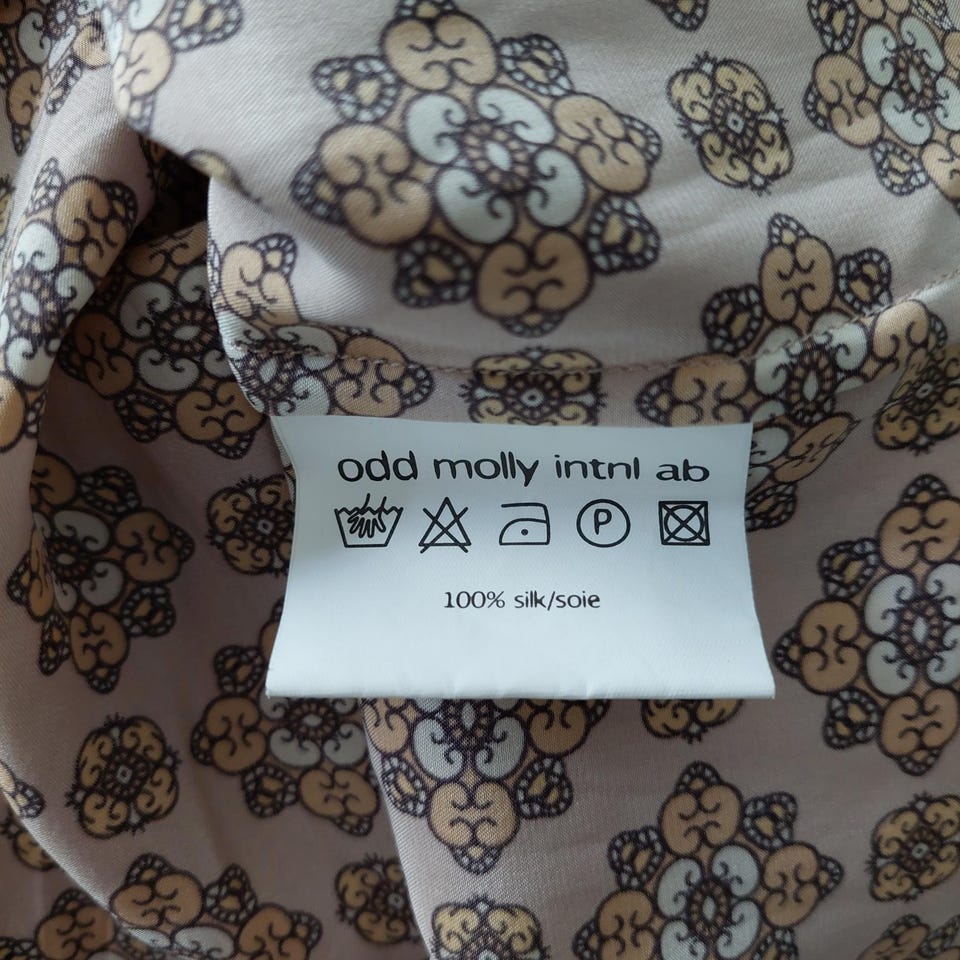 odd molly intnl ab
P
100% silk/soie